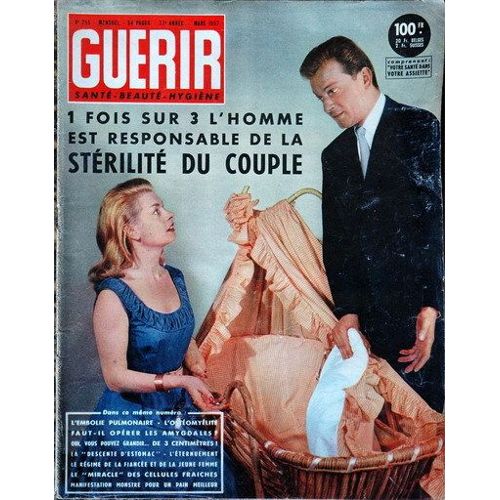 N° 255 MENSUEL - 54 PAGES - 27e ANNÉE - MARS 1957
GUERIR
SANTÉ-BEAUTÉ-HYGIÈNE
100 FR
20 Fr. BELGES
2 Fr. SUISSES
comprenant:
"VOTRE SANTÉ DANS
VOTRE ASSIETTE"
1 FOIS SUR 3 L'HOMME
EST RESPONSABLE DE LA
STÉRILITÉ DU COUPLE
Dans ce même numéro:
L'EMBOLIE PULMONAIRE - L'OSTÉOMYÉLITE
FAUT-IL OPÉRER LES AMYGDALES ?
OUI, VOUS POUVEZ GRANDIR... DE 3 CENTIMÈTRES !
LA "DESCENTE D'ESTOMAC" - L'ÉTERNUEMENT
LE RÉGIME DE LA FIANCÉE ET DE LA JEUNE FEMME
LE "MIRACLE" DES CELLULES FRAICHES
MANIFESTATION MONSTRE POUR UN PAIN MEILLEUR